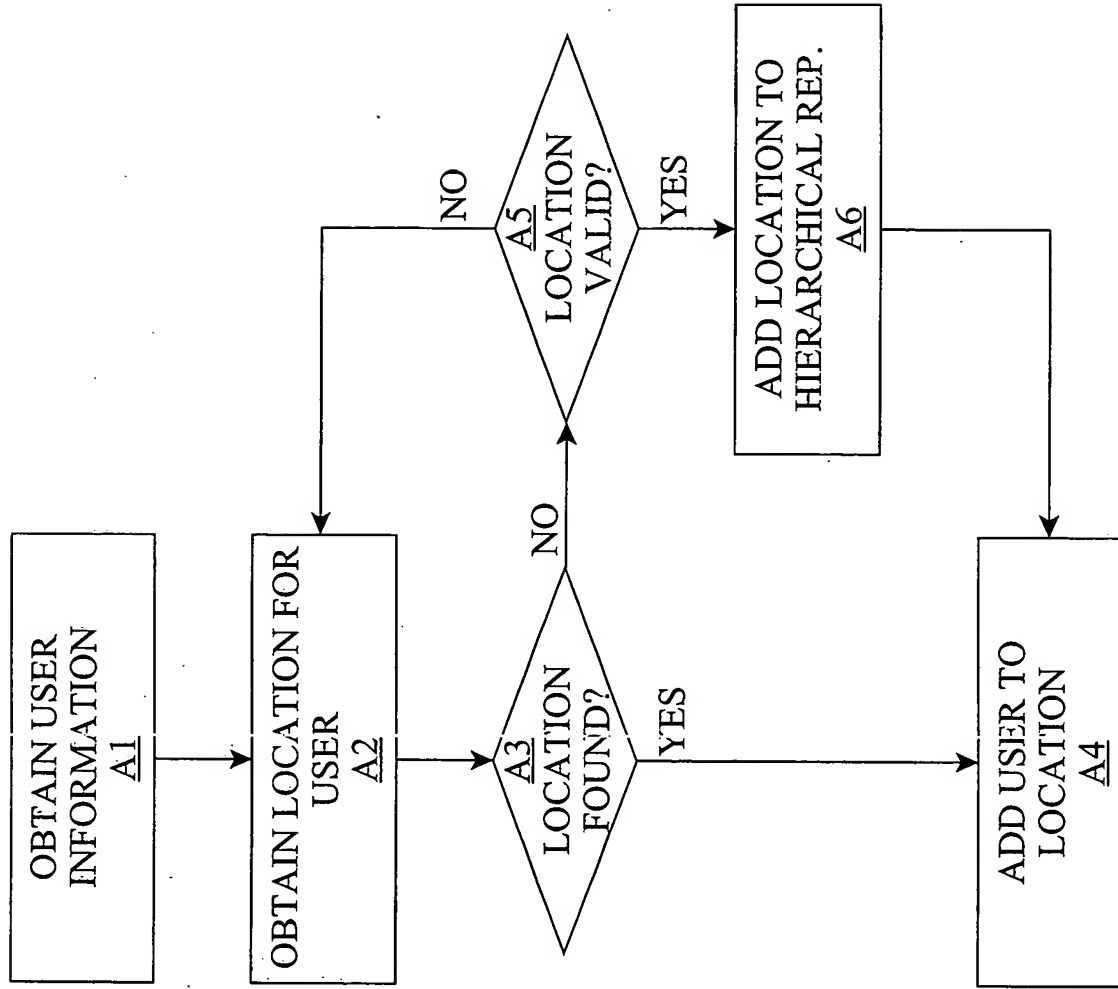 OBTAIN USER
INFORMATION
A1
OBTAIN LOCATION FOR
USER
A2
A3
LOCATION
FOUND?
NO
YES
A5
LOCATION
VALID?
NO
YES
ADD LOCATION TO
HIERARCHICAL REP.
A6
ADD USER TO
LOCATION
A4